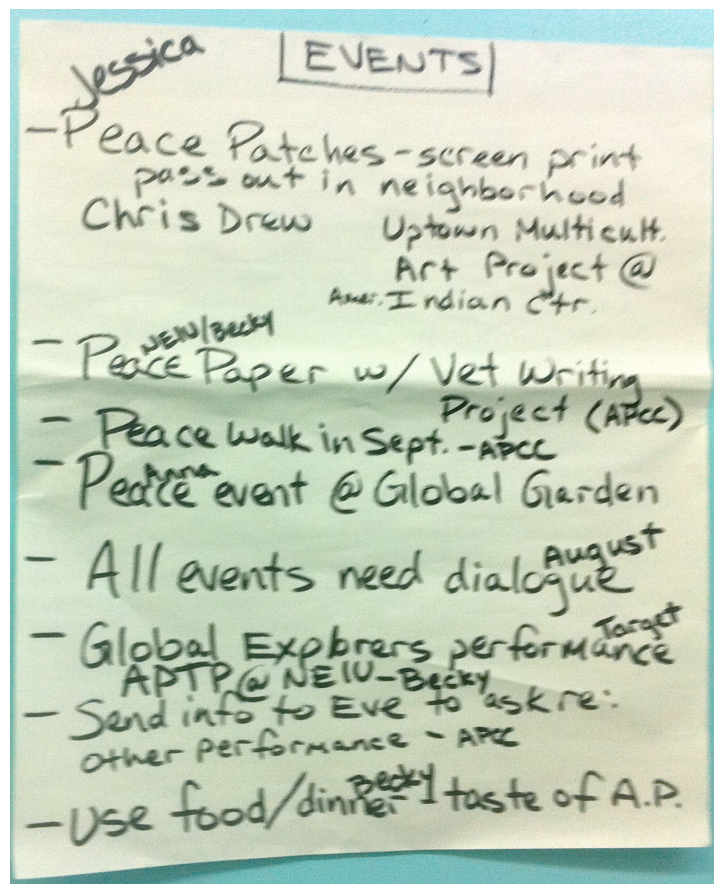 Jessica
EVENTS
- Peace Patches - screen print
pass out in neighborhood
Chris Drew Uptown Multicult.
Art Project @
Amer. Indian Ctr.
NEIU/Becky
- Peace Paper w/ Vet Writing
Project (APCC)
- Peace Walk in Sept. - APCC
Anna
- Peace event @ Global Garden
August
- All events need dialogue
Target
- Global Explorers performance
APTP @ NEIU - Becky
- Send info to Eve to ask re:
other performance - APCC
Becky
- Use food/dinner - taste of A.P.